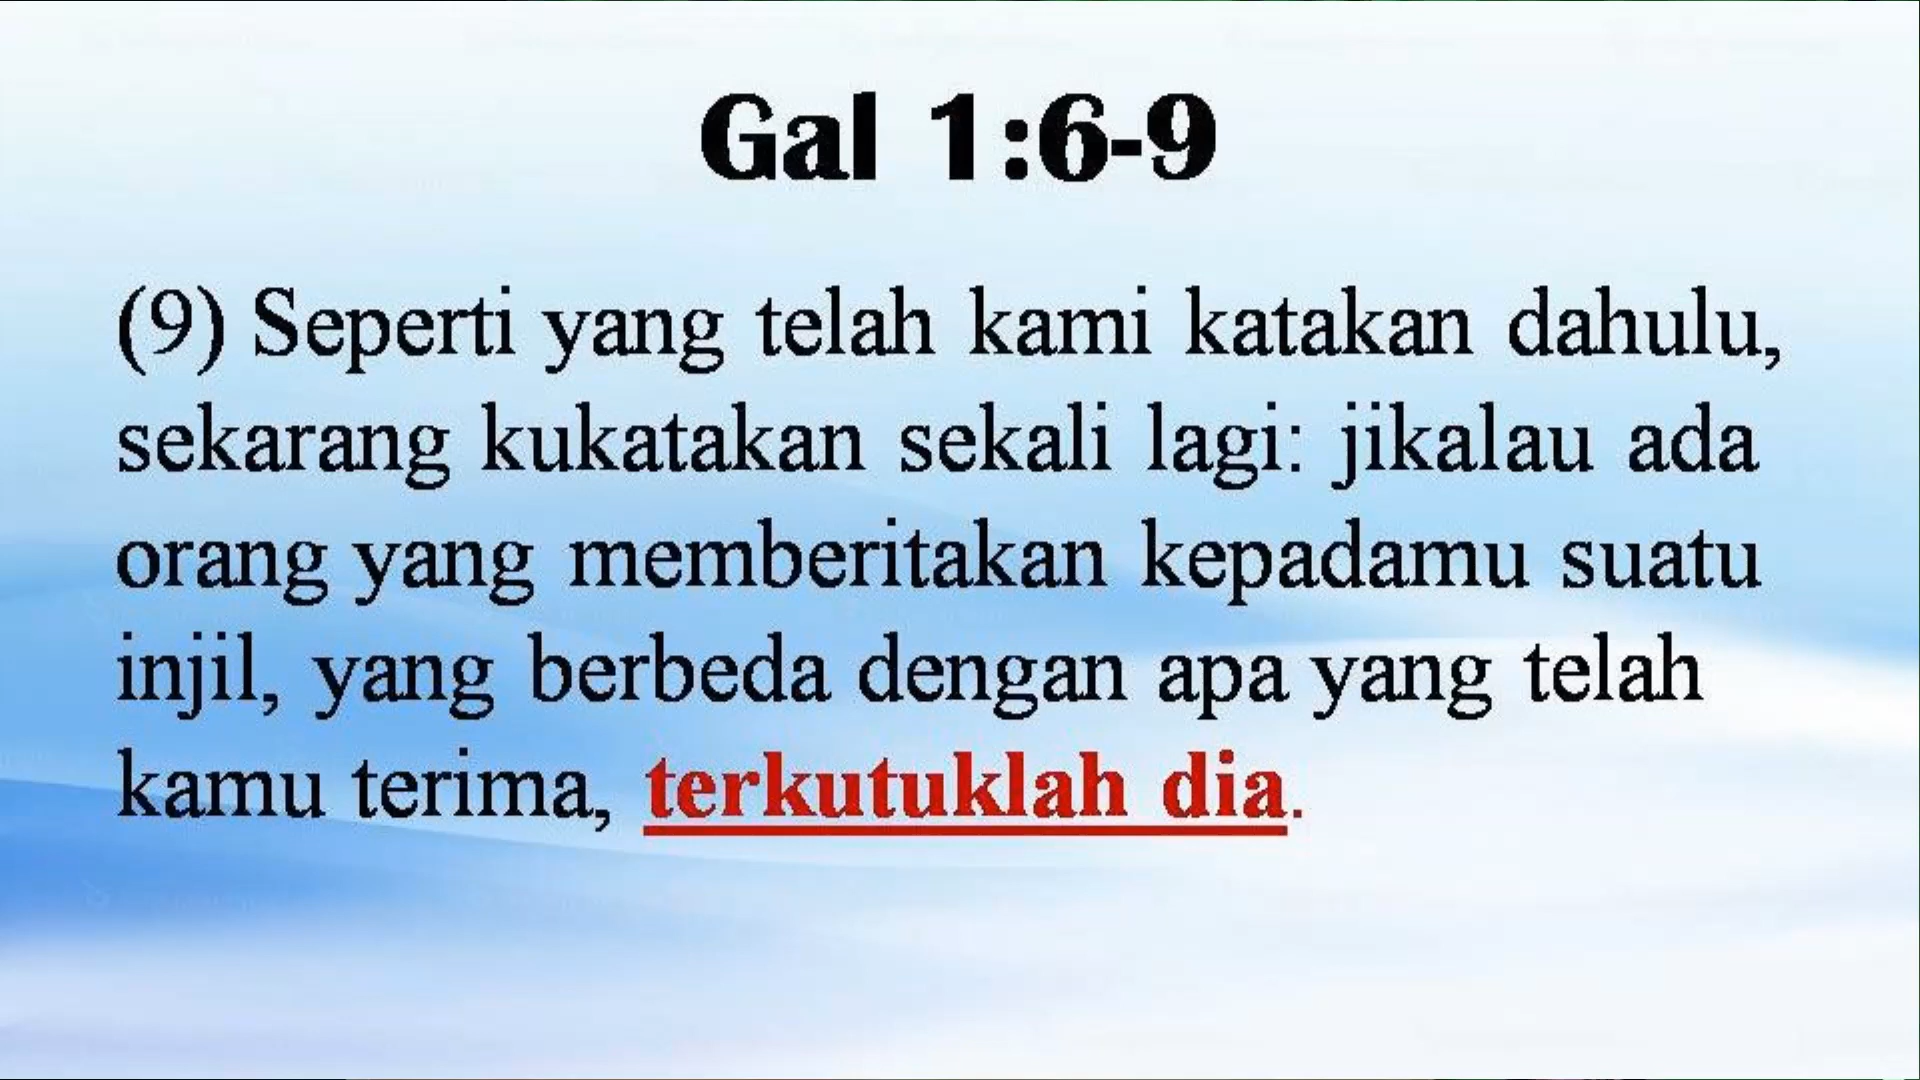 Gal 1:6-9
(9) Seperti yang telah kami katakan dahulu,
sekarang kukatakan sekali lagi: jikalau ada
orang yang memberitakan kepadamu suatu
injil, yang berbeda dengan apa yang telah
kamu terima, terkutuklah dia.